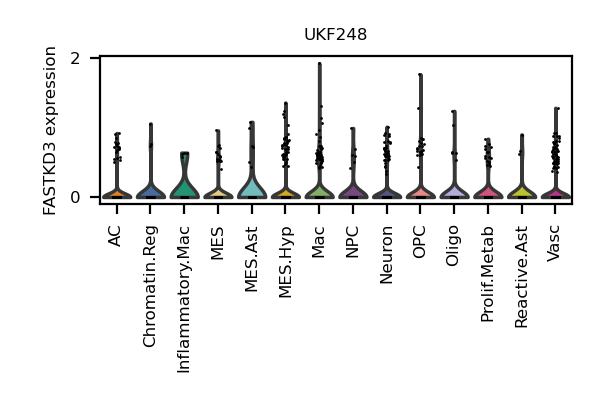 UKF248
FASTKD3 expression
2
0
AC
Chromatin.Reg
Inflammatory.Mac
MES
MES.Ast
MES.Hyp
Mac
NPC
Neuron
OPC
Oligo
Prolif.Metab
Reactive.Ast
Vasc